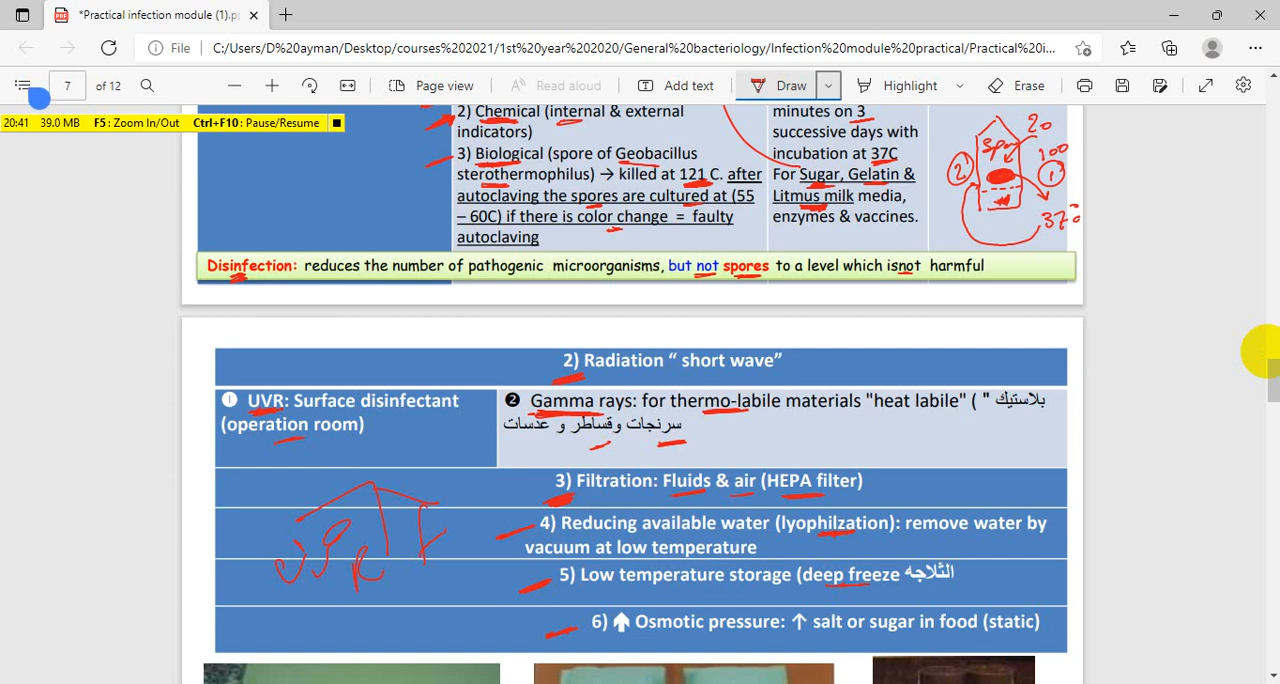 *Practical infection module (1).p
File
C:/Users/D%20ayman/Desktop/courses%202021/1st%20year%202020/General%20bacteriology/Infection%20module%20practical/Practical%20i...
7 of 12
Page view
Read aloud
Add text
Draw
Highlight
Erase
20:41 39.0 MB F5: Zoom In/Out Ctrl+F10: Pause/Resume
2) Chemical (internal & external
indicators)
3) Biological (spore of Geobacillus
sterothermophilus) → killed at 121 C. after
autoclaving the spores are cultured at (55
– 60C) if there is color change = faulty
autoclaving
minutes on 3
successive days with
incubation at 37C
For Sugar, Gelatin &
Litmus milk media,
enzymes & vaccines.
20
Spor
100
1
2
37
Disinfection: reduces the number of pathogenic microorganisms, but not spores to a level which isnot harmful
2) Radiation “ short wave”
❶ UVR: Surface disinfectant
(operation room)
❷ Gamma rays: for thermo-labile materials "heat labile" ( " بلاستيك
سرنجات وقساطر و عدسات
3) Filtration: Fluids & air (HEPA filter)
4) Reducing available water (lyophilzation): remove water by
vacuum at low temperature
5) Low temperature storage (deep freeze الثلاجه
6) ⬆ Osmotic pressure: ↑ salt or sugar in food (static)